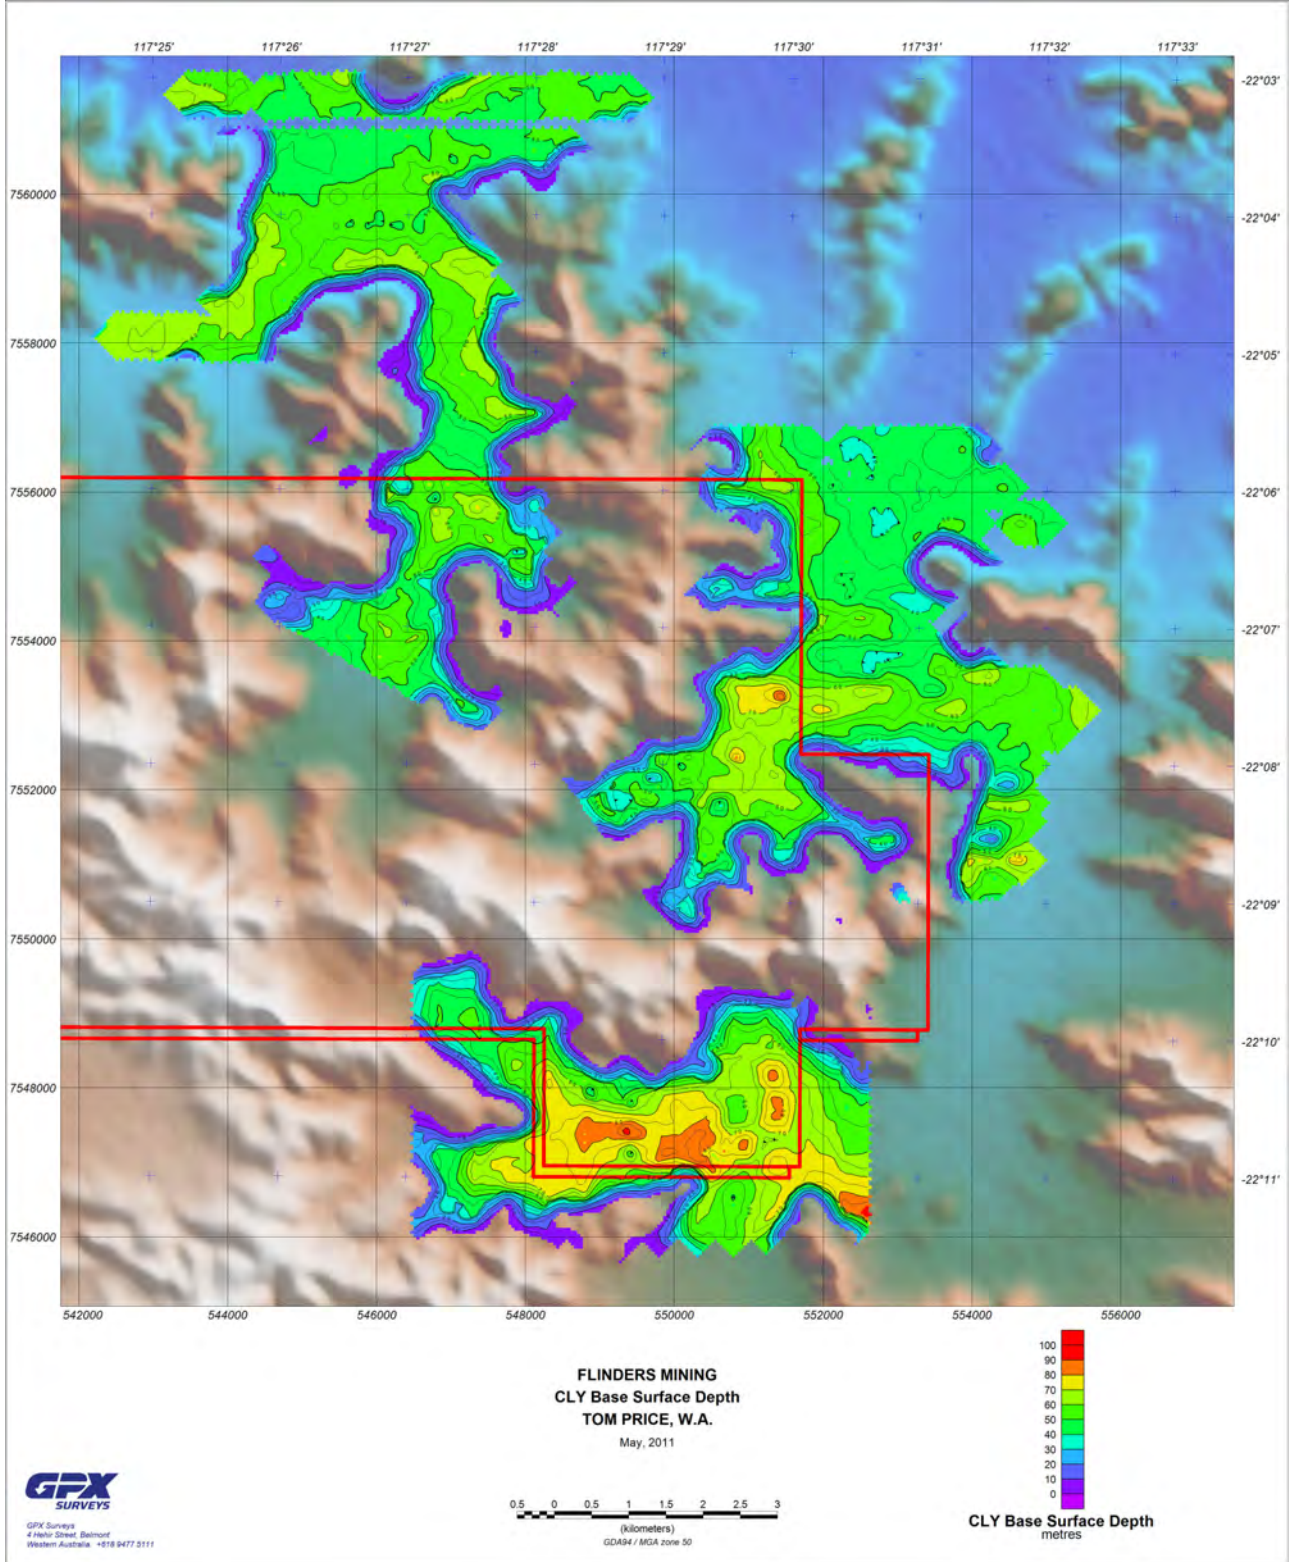 117°25' 117°26' 117°27' 117°28' 117°29' 117°30' 117°31' 117°32' 117°33'
-22°03'
7560000
-22°04'
7558000
-22°05'
7556000
-22°06'
7554000
-22°07'
7552000
-22°08'
-22°09'
7550000
-22°10'
7548000
-22°11'
7546000
542000 544000 546000 548000 550000 552000 554000 556000
FLINDERS MINING
CLY Base Surface Depth
TOM PRICE, W.A.
May, 2011
100
90
80
70
60
50
40
30
20
10
0
CLY Base Surface Depth
metres
0.5 0 0.5 1 1.5 2 2.5 3
(kilometers)
GDA94 / MGA zone 50
GPX
SURVEYS
GPX Surveys
4 Hehir Street, Belmont
Western Australia +618 9477 5111